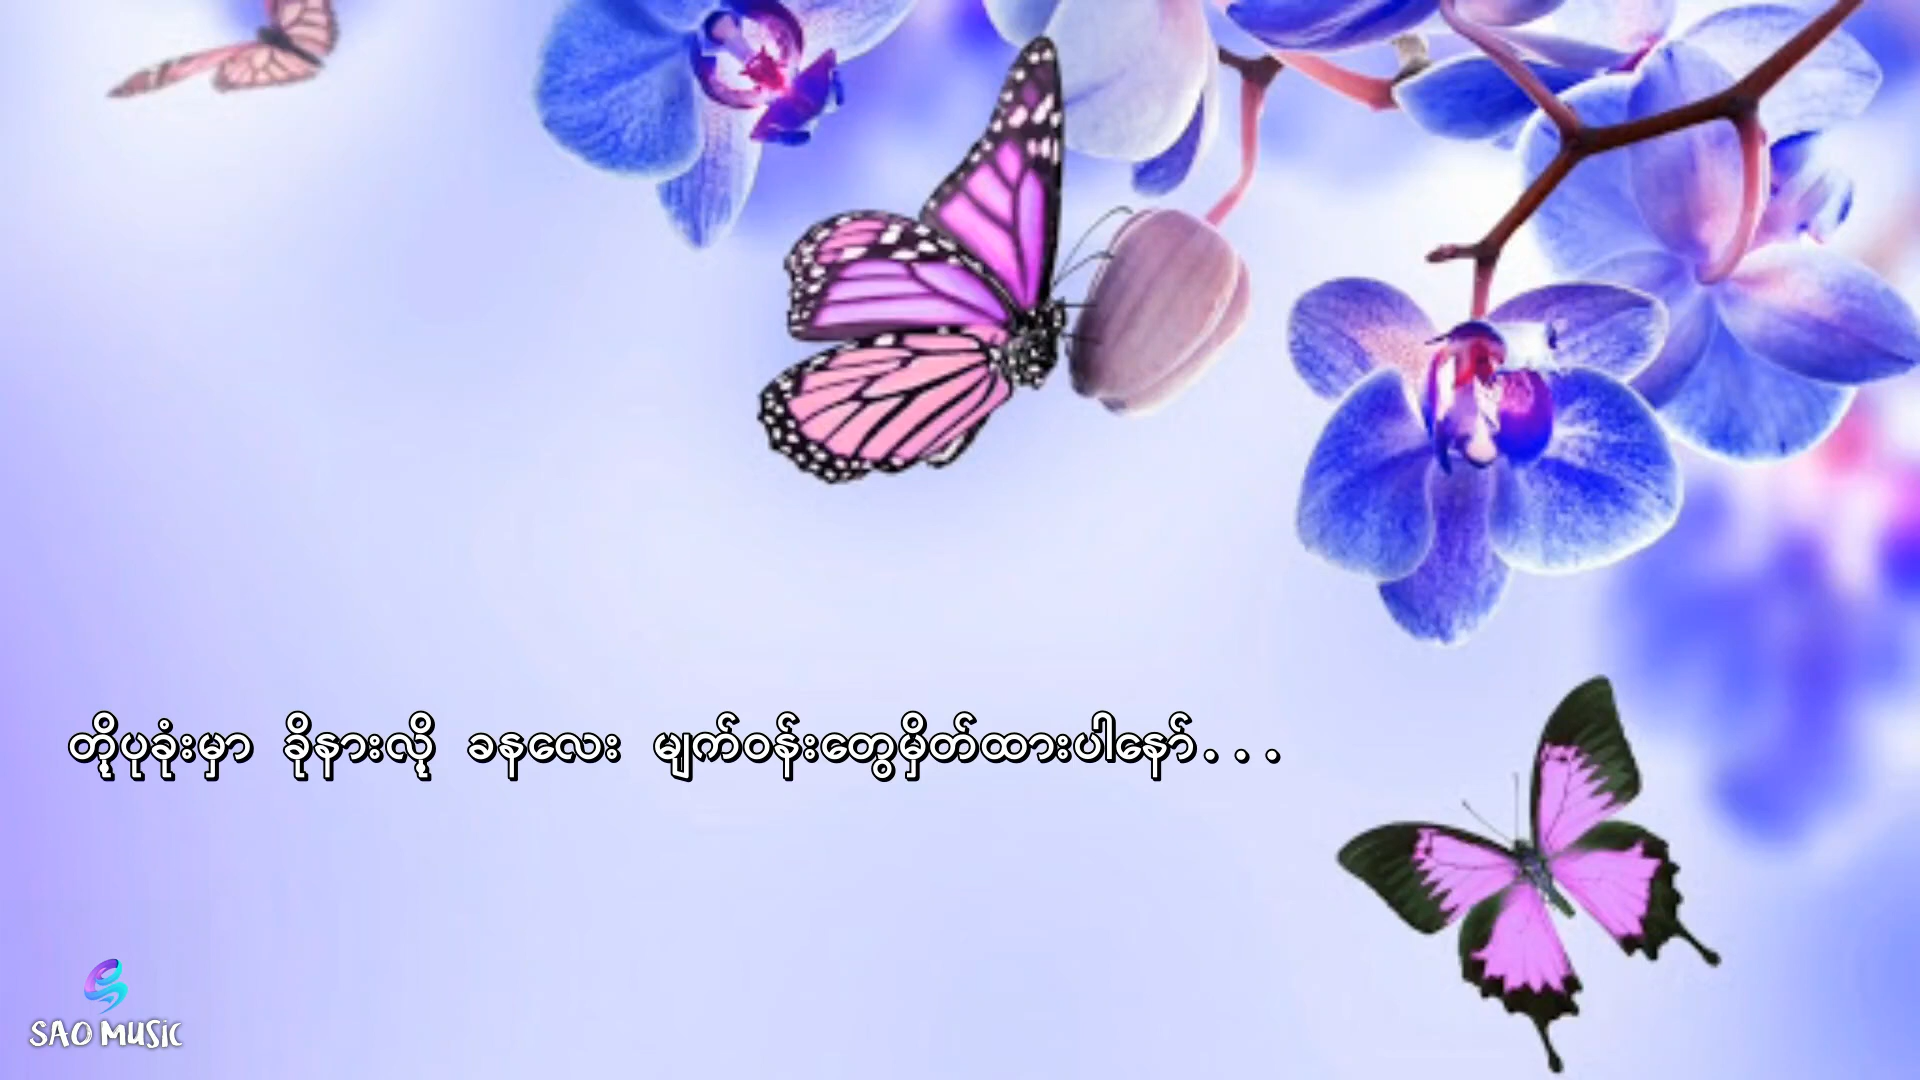 တို့ပုခုံးမှာ ခိုနားလို့ ခနလေး မျက်ဝန်းတွေမှိတ်ထားပါနော်...
SAO MUSIC